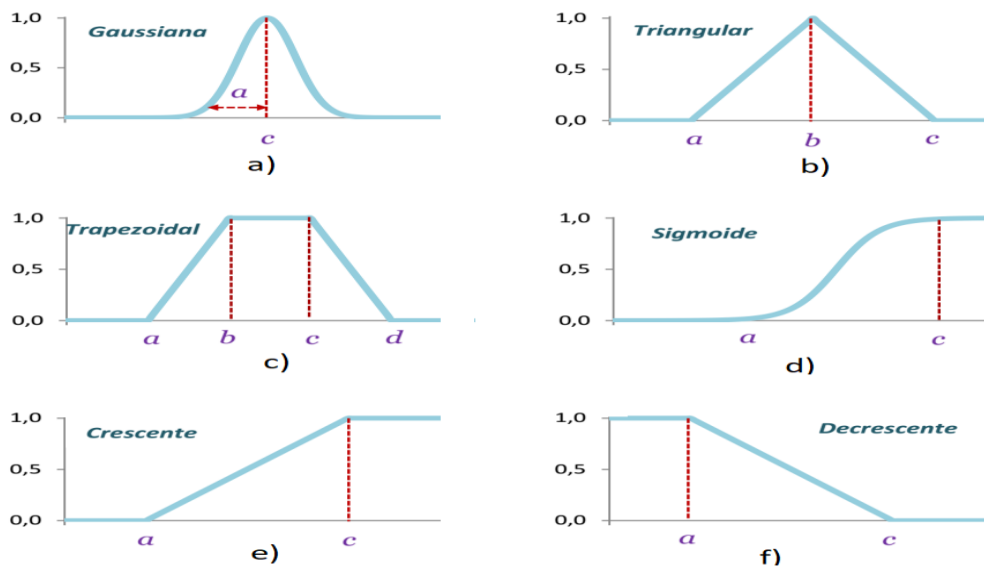 1,0
Gaussiana
0,5
a
0,0
c
a)
1,0
Triangular
0,5
0,0
a b c
b)
1,0
Trapezoidal
0,5
0,0
a b c d
c)
1,0
Sigmoide
0,5
0,0
a c
d)
1,0
Crescente
0,5
0,0
a c
e)
1,0
Decrescente
0,5
0,0
a c
f)